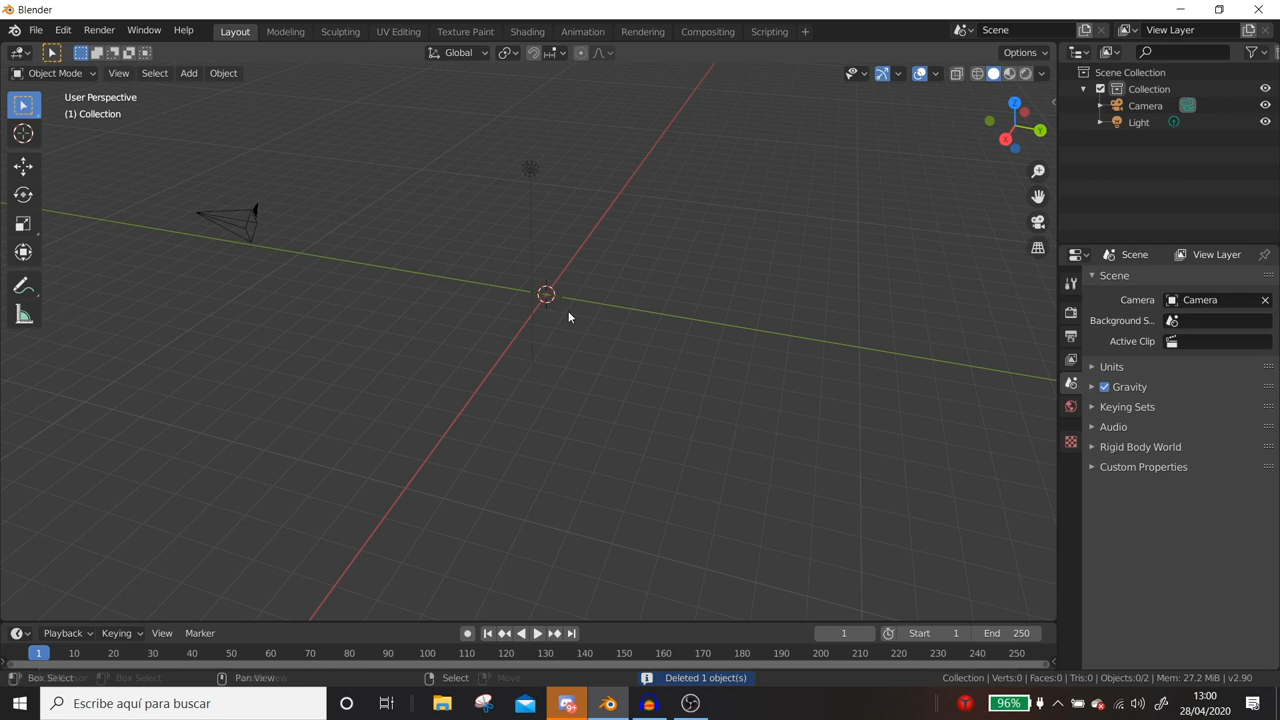 Blender
File Edit Render Window Help Layout Modeling Sculpting UV Editing Texture Paint Shading Animation Rendering Compositing Scripting + Scene View Layer
Global Options
Object Mode View Select Add Object
User Perspective
(1) Collection
Z
Y
X
Scene Collection
Collection
Camera
Light
Scene View Layer
Scene
Camera Camera
Background S...
Active Clip
Units
Gravity
Keying Sets
Audio
Rigid Body World
Custom Properties
Playback Keying View Marker 1 Start 1 End 250
1 10 20 30 40 50 60 70 80 90 100 110 120 130 140 150 160 170 180 190 200 210 220 230 240 250
Box Select Box Select Pan View Select Move Deleted 1 object(s) Collection | Verts:0 | Faces:0 | Tris:0 | Objects:0/2 | Mem: 27.2 MiB | v2.90
Escribe aquí para buscar 96% 13:00
28/04/2020